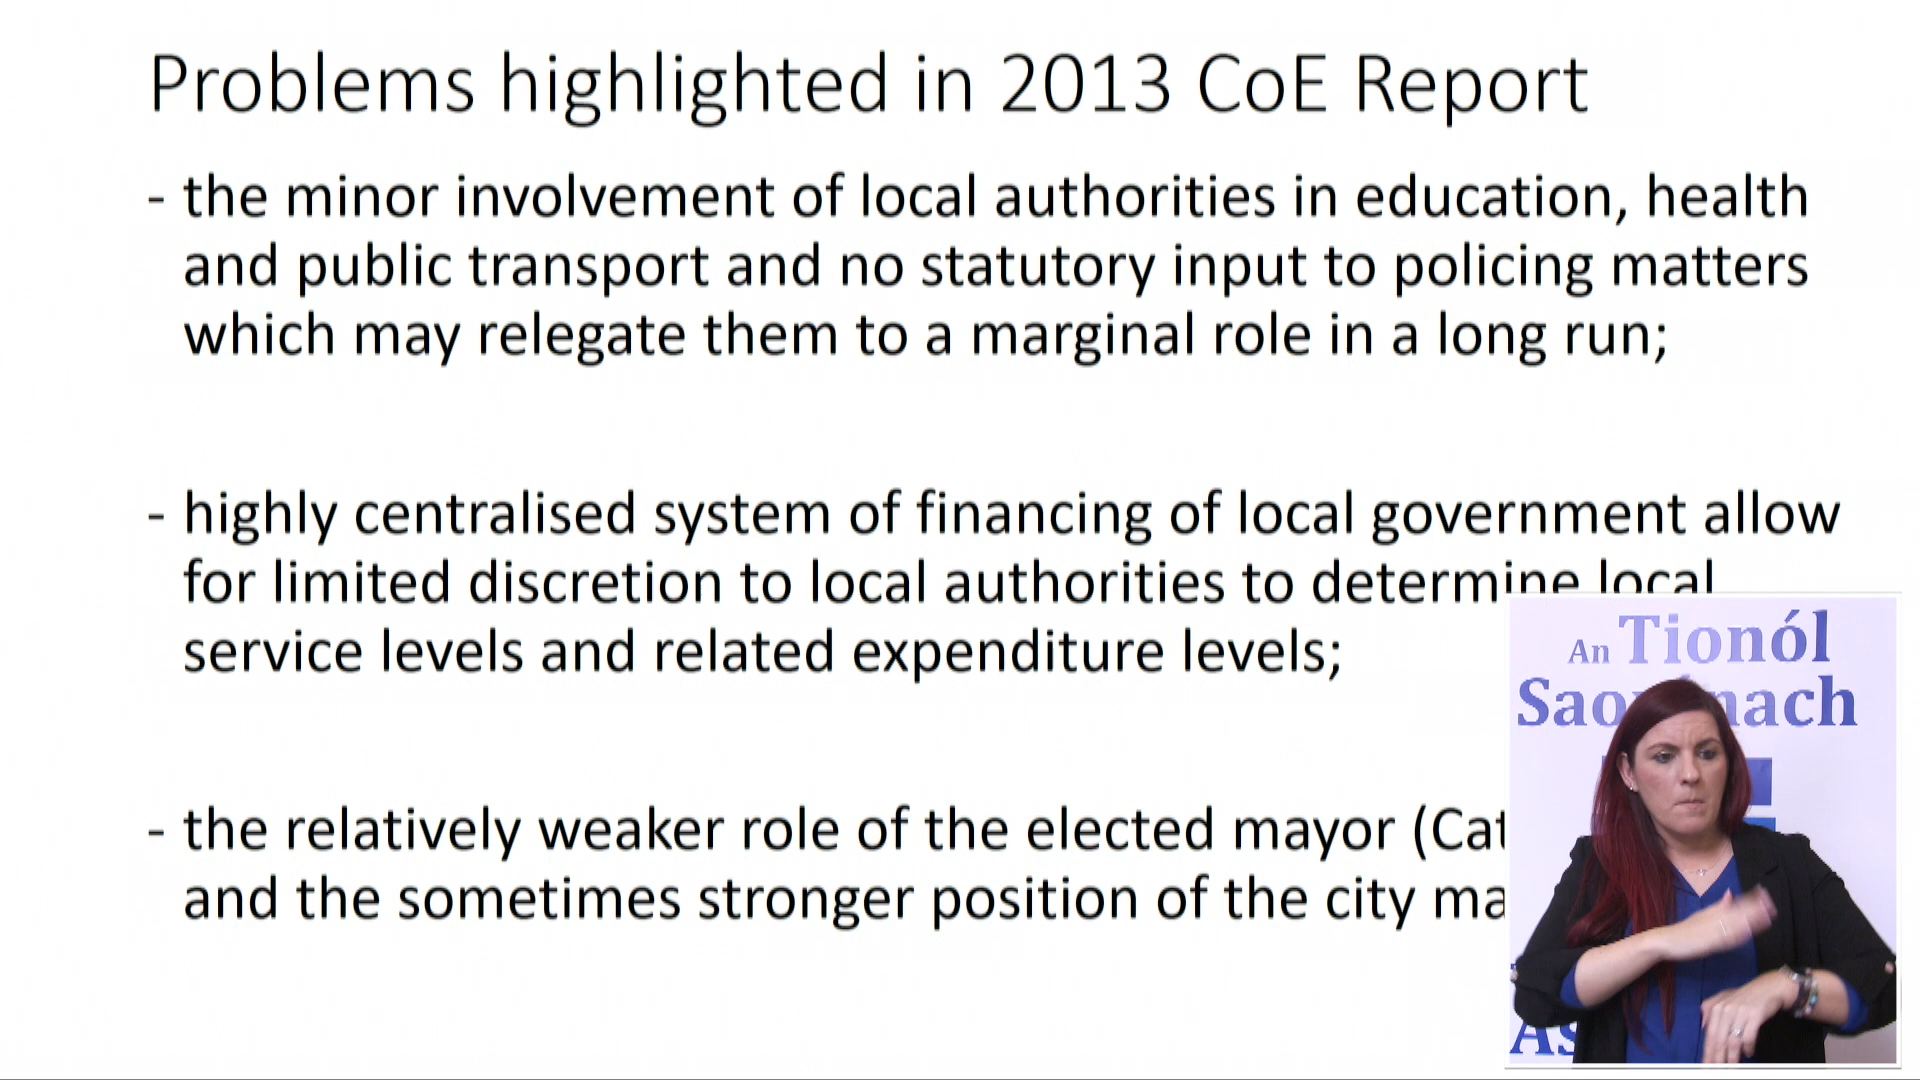 Problems highlighted in 2013 CoE Report
- the minor involvement of local authorities in education, health
and public transport and no statutory input to policing matters
which may relegate them to a marginal role in a long run;
- highly centralised system of financing of local government allow
for limited discretion to local authorities to determine local
service levels and related expenditure levels;
- the relatively weaker role of the elected mayor
and the sometimes stronger position of the city
An Tionól